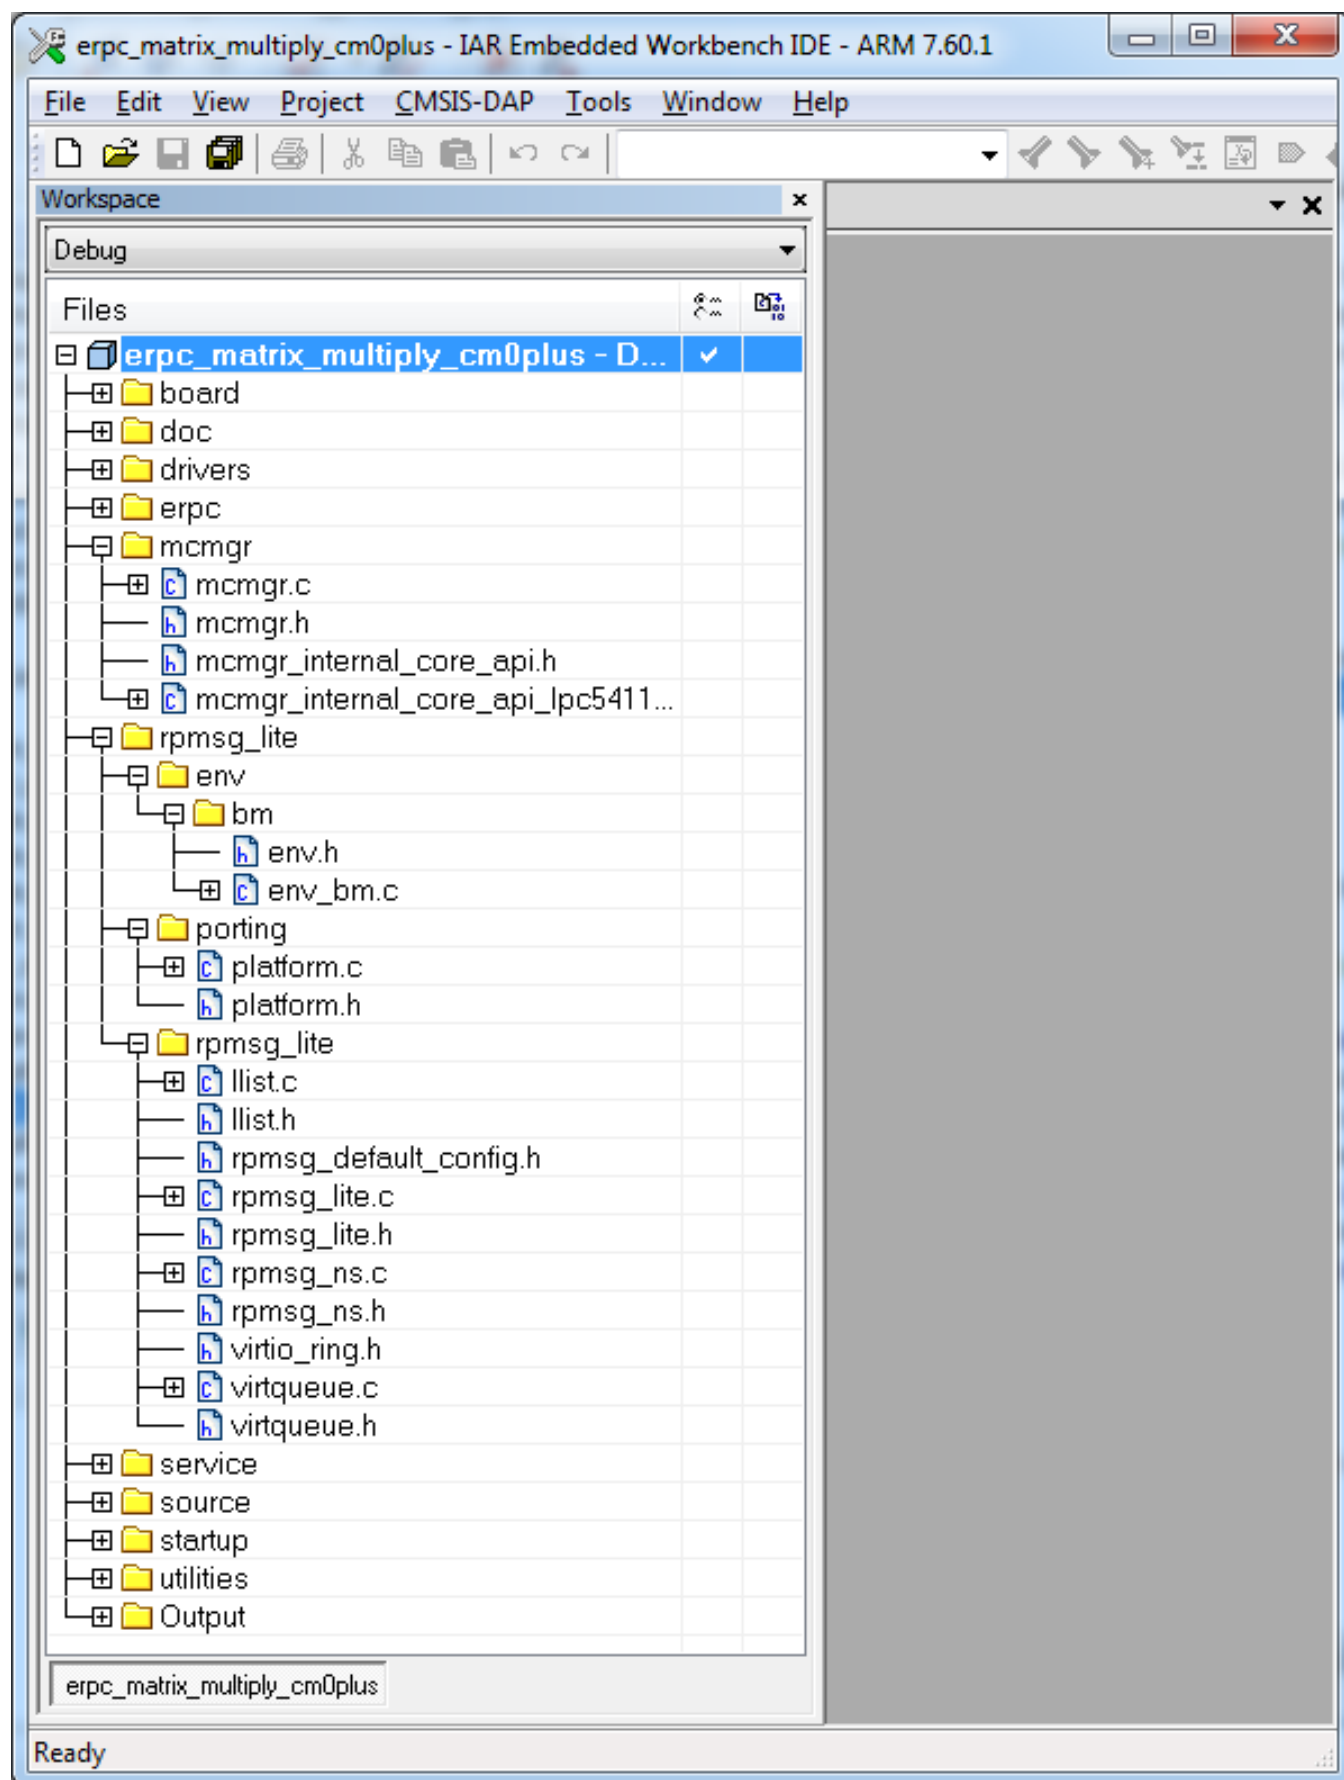 erpc_matrix_multiply_cm0plus - IAR Embedded Workbench IDE - ARM 7.60.1
File Edit View Project CMSIS-DAP Tools Window Help
Workspace
Debug
Files
erpc_matrix_multiply_cm0plus - D...
board
doc
drivers
erpc
mcmgr
mcmgr.c
mcmgr.h
mcmgr_internal_core_api.h
mcmgr_internal_core_api_lpc5411...
rpmsg_lite
env
bm
env.h
env_bm.c
porting
platform.c
platform.h
rpmsg_lite
llist.c
llist.h
rpmsg_default_config.h
rpmsg_lite.c
rpmsg_lite.h
rpmsg_ns.c
rpmsg_ns.h
virtio_ring.h
virtqueue.c
virtqueue.h
service
source
startup
utilities
Output
erpc_matrix_multiply_cm0plus
Ready